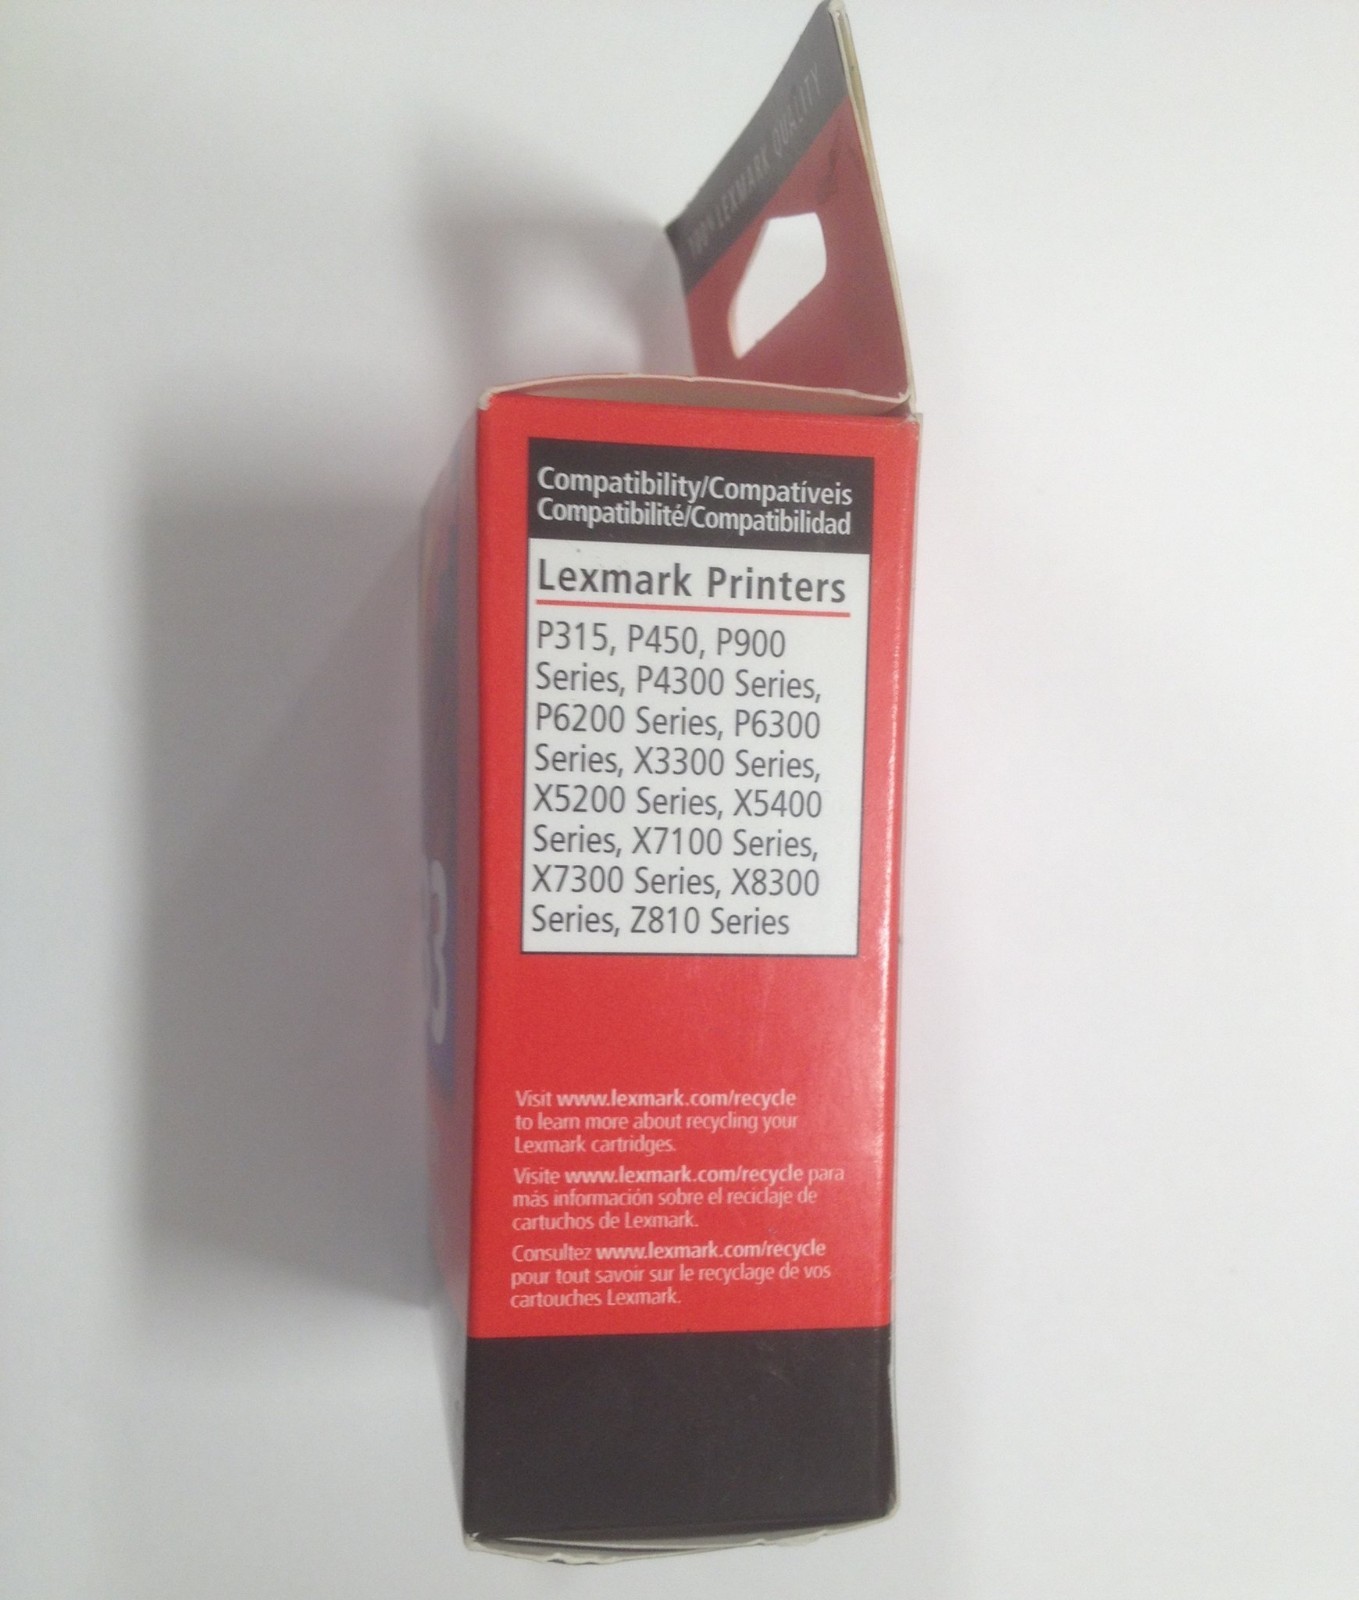 100% LEXMARK QUALITY
Compatibility/Compatíveis
Compatibilité/Compatibilidad
Lexmark Printers
P315, P450, P900
Series, P4300 Series,
P6200 Series, P6300
Series, X3300 Series,
X5200 Series, X5400
Series, X7100 Series,
X7300 Series, X8300
Series, Z810 Series
3
Visit www.lexmark.com/recycle
to learn more about recycling your
Lexmark cartridges.
Visite www.lexmark.com/recycle para
más información sobre el reciclaje de
cartuchos de Lexmark.
Consultez www.lexmark.com/recycle
pour tout savoir sur le recyclage de vos
cartouches Lexmark.